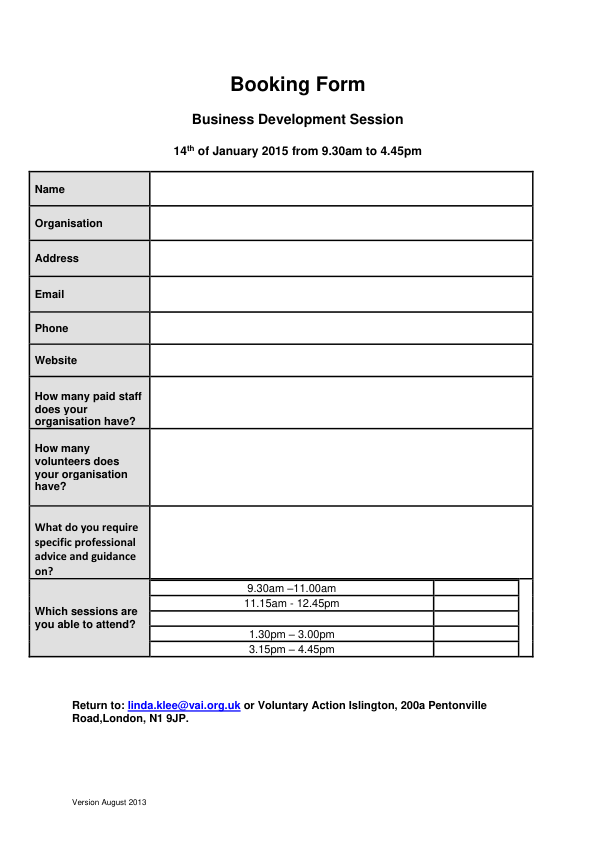 Booking Form
Business Development Session
14th of January 2015 from 9.30am to 4.45pm
Name
Organisation
Address
Email
Phone
Website
How many paid staff
does your
organisation have?
How many
volunteers does
your organisation
have?
What do you require
specific professional
advice and guidance
on?
Which sessions are
you able to attend?
9.30am –11.00am
11.15am - 12.45pm
1.30pm – 3.00pm
3.15pm – 4.45pm
Return to: linda.klee@vai.org.uk or Voluntary Action Islington, 200a Pentonville
Road,London, N1 9JP.
Version August 2013